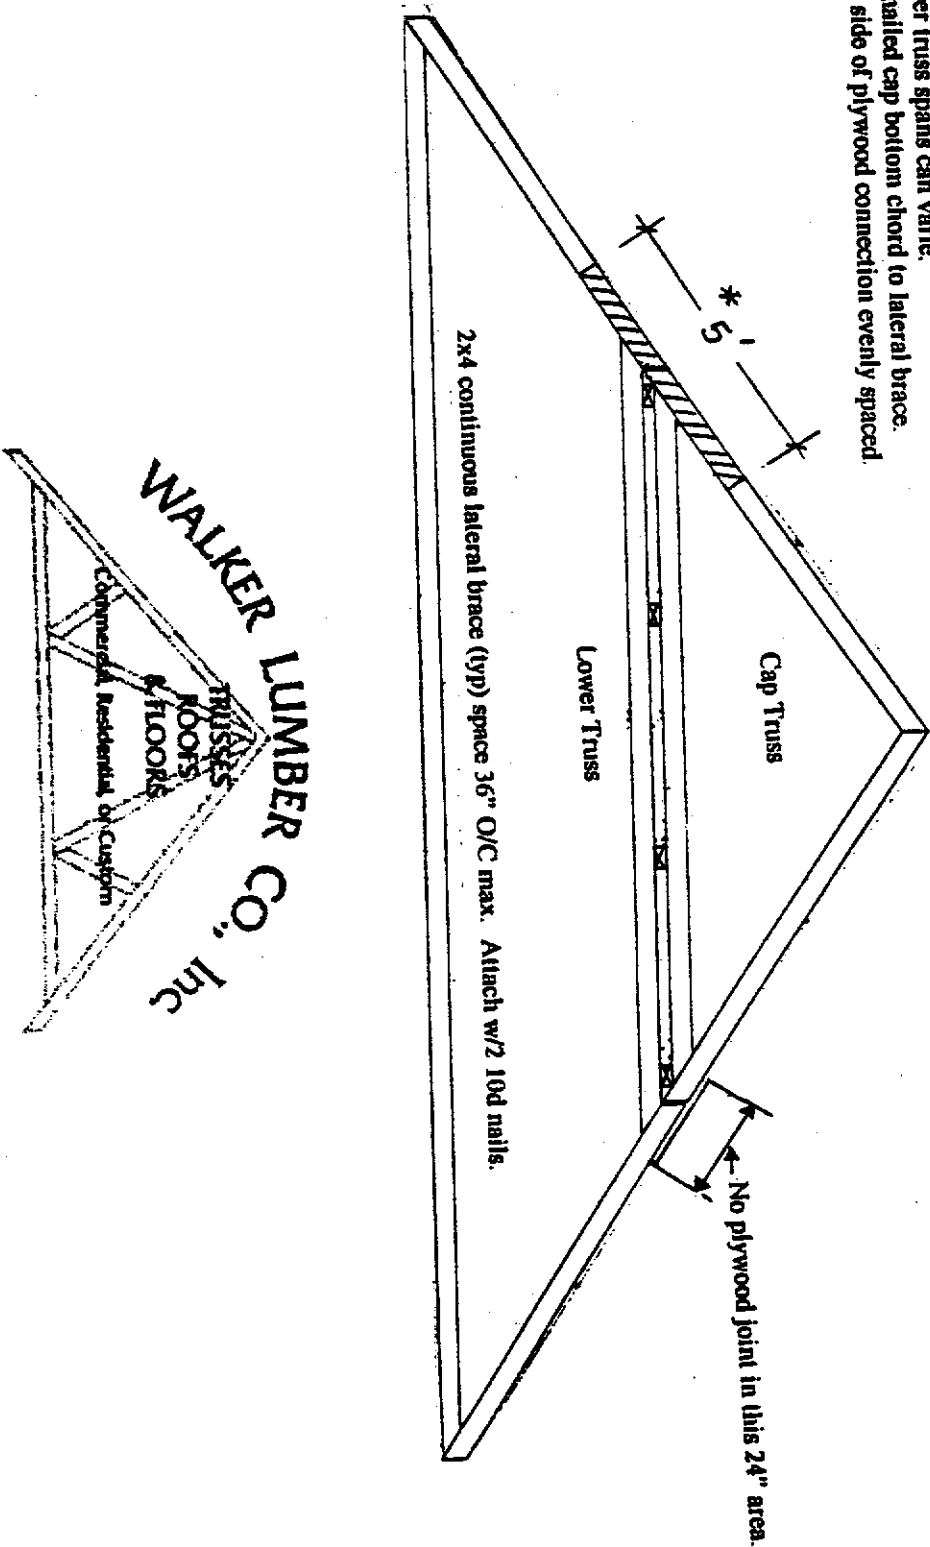 er truss spans can varie.
nailed cap bottom chord to lateral brace.
side of plywood connection evenly spaced.
* 5'
Cap Truss
No plywood joint in this 24" area.
Lower Truss
2x4 continuous lateral brace (typ) space 36" O/C max. Attach w/2 10d nails.
WALKER LUMBER CO., Inc
TRUSSES
ROOFS
& FLOORS
Commercial, Residential, or Custom